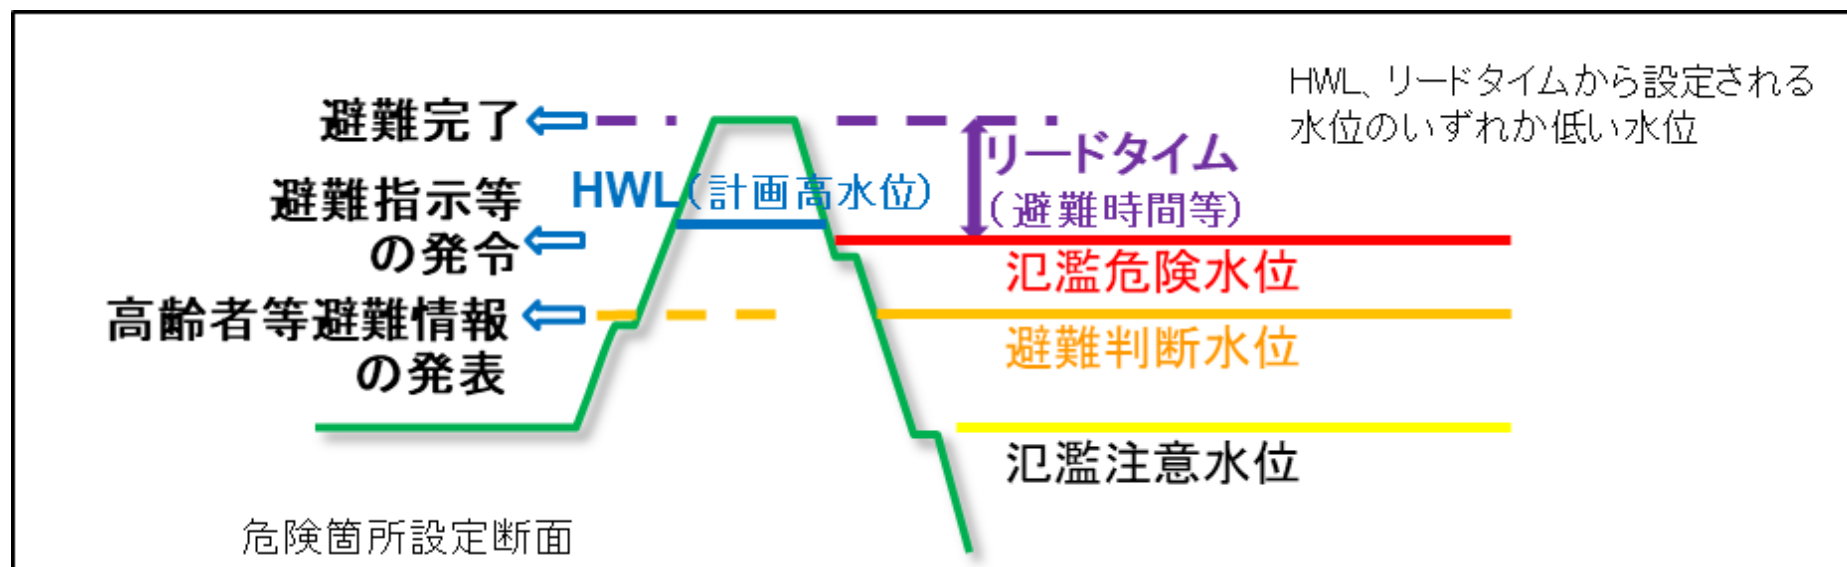 HWL、リードタイムから設定される
水位のいずれか低い水位
避難完了
リードタイム
(避難時間等)
HWL(計画高水位)
避難指示等
の発令
氾濫危険水位
高齢者等避難情報
の発表
避難判断水位
氾濫注意水位
危険箇所設定断面